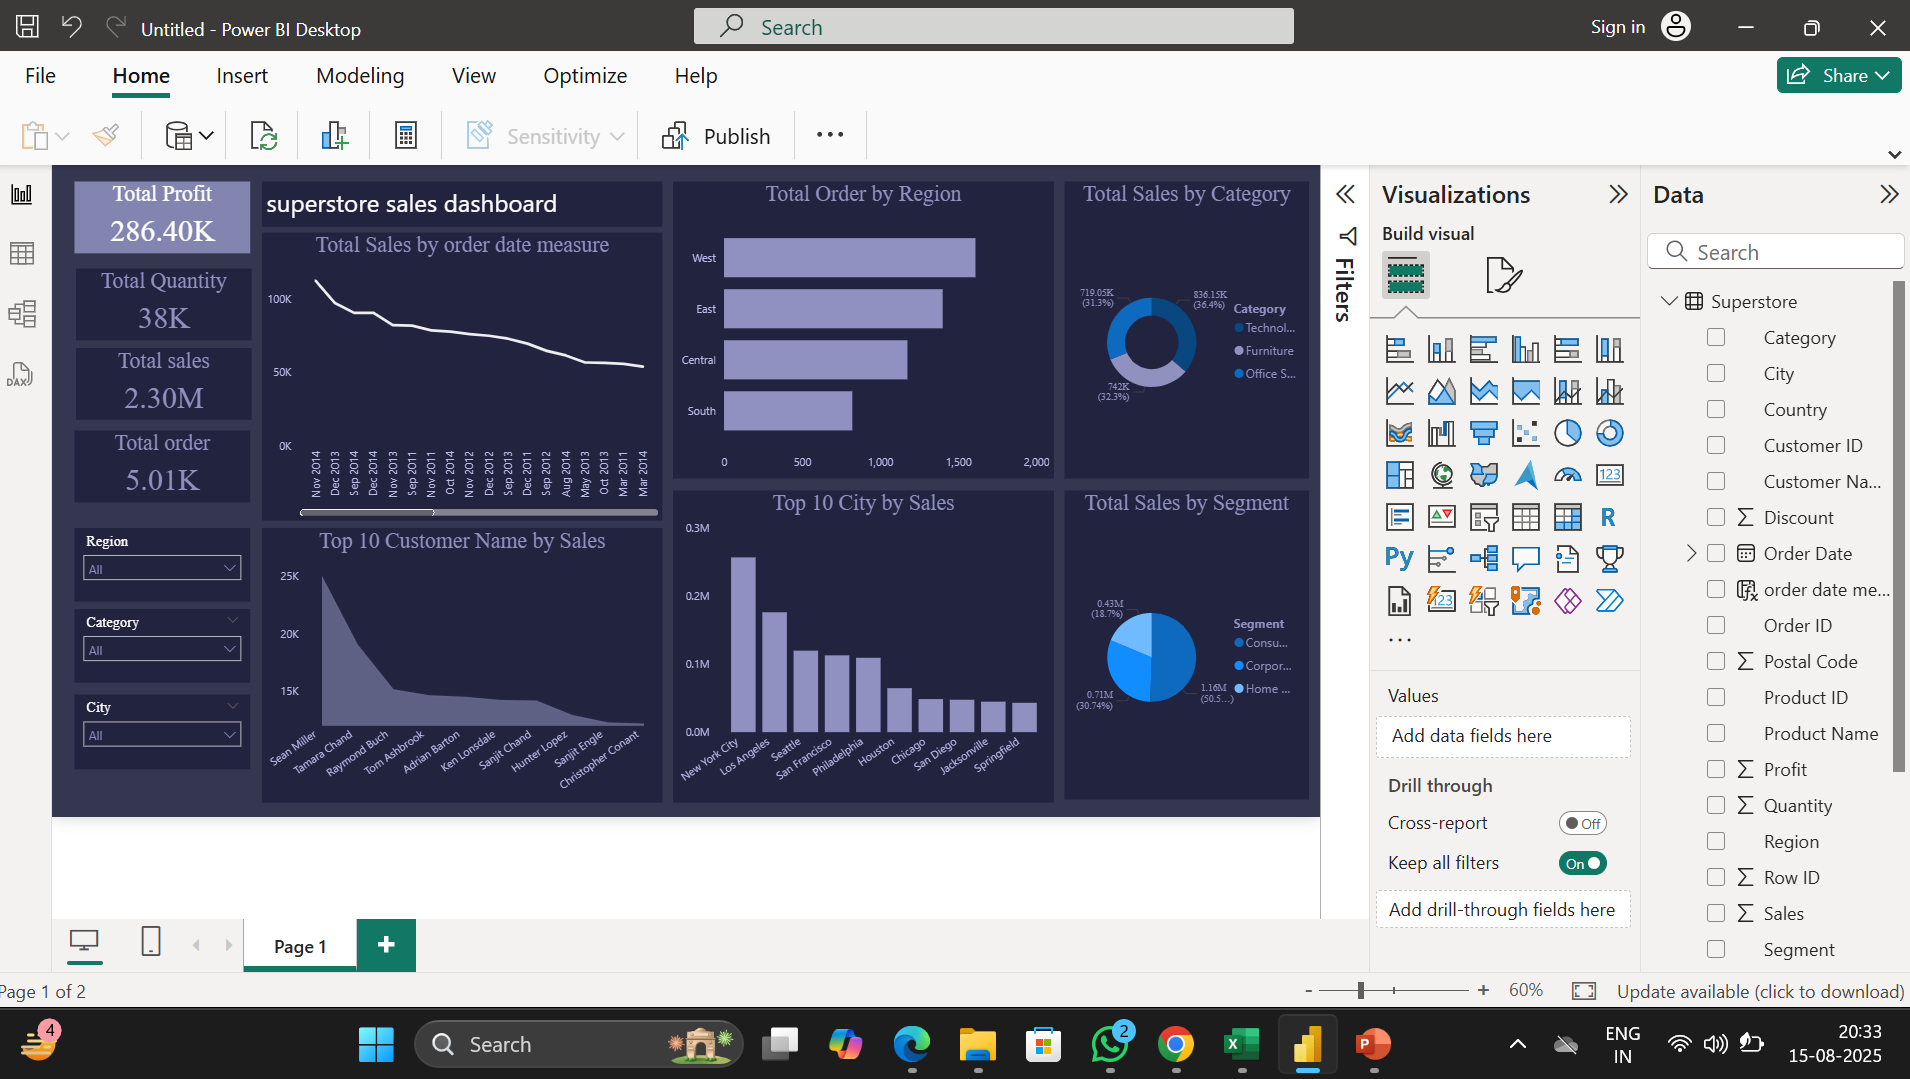 Untitled - Power BI Desktop
Search
Sign in
File
Home
Insert
Modeling
View
Optimize
Help
Share
Sensitivity
Publish
Total Profit
286.40K
Total Quantity
38K
Total sales
2.30M
Total order
5.01K
Region
All
Category
All
City
All
superstore sales dashboard
Total Sales by order date measure
100K
50K
0K
Nov 2014
Dec 2013
Sep 2014
Dec 2014
Nov 2013
Sep 2011
Nov 2011
Oct 2014
Nov 2012
Dec 2012
Sep 2013
Dec 2011
Sep 2012
Aug 2014
May 2013
Oct 2013
Mar 2011
Mar 2014
Top 10 Customer Name by Sales
25K
20K
15K
Sean Miller
Tamara Chand
Raymond Buch
Tom Ashbrook
Adrian Barton
Ken Lonsdale
Sanjit Chand
Hunter Lopez
Sanjit Engle
Christopher Conant
Total Order by Region
West
East
Central
South
0
500
1,000
1,500
2,000
Top 10 City by Sales
0.3M
0.2M
0.1M
0.0M
New York City
Los Angeles
Seattle
San Francisco
Philadelphia
Houston
Chicago
San Diego
Jacksonville
Springfield
Total Sales by Category
719.05K
(31.3%)
836.15K
(36.4%)
742K
(32.3%)
Category
Technol...
Furniture
Office S...
Total Sales by Segment
0.43M
(18.7%)
0.71M
(30.74%)
1.16M
(50.5...)
Segment
Consu...
Corpor...
Home ...
Filters
Visualizations
Build visual
123
R
Py
123
...
Values
Add data fields here
Drill through
Cross-report
Off
Keep all filters
On
Add drill-through fields here
Data
Search
Superstore
Category
City
Country
Customer ID
Customer Na...
Discount
Order Date
order date me...
Order ID
Postal Code
Product ID
Product Name
Profit
Quantity
Region
Row ID
Sales
Segment
DAX
Page 1
Page 1 of 2
- + 60%
Update available (click to download)
4
Search
2
ENG
IN
20:33
15-08-2025